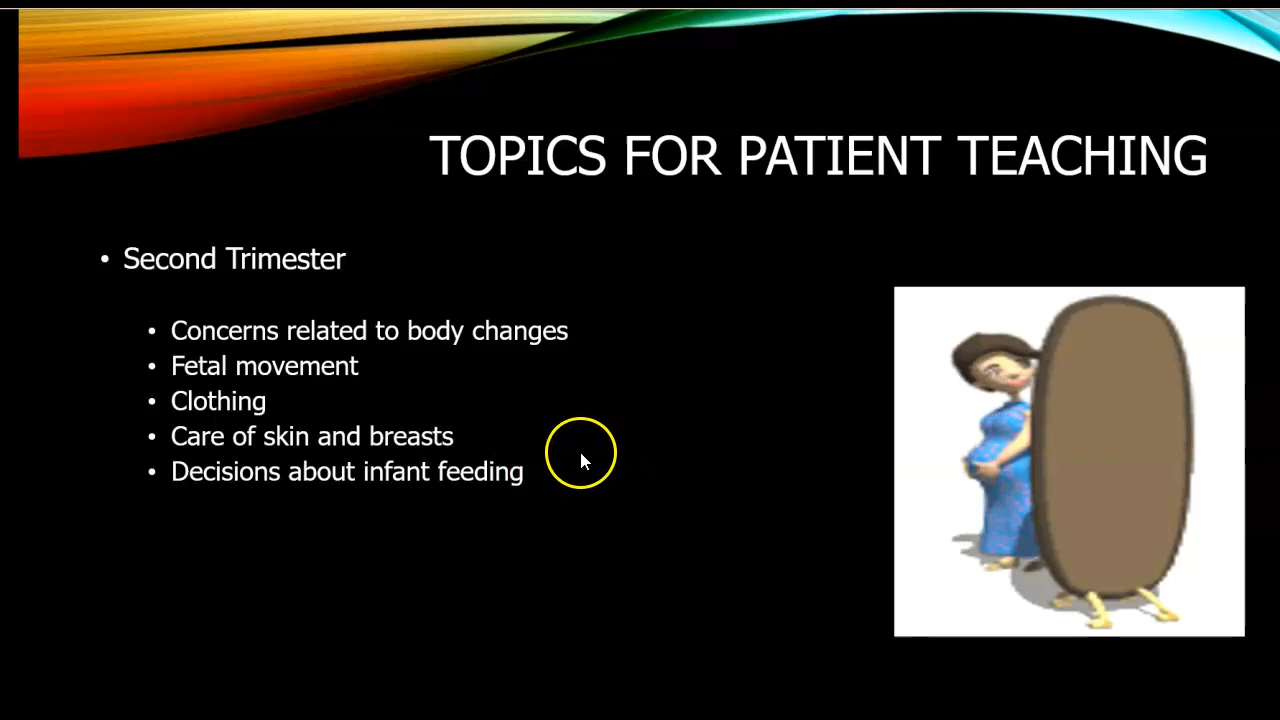 TOPICS FOR PATIENT TEACHING
• Second Trimester
• Concerns related to body changes
• Fetal movement
• Clothing
• Care of skin and breasts
• Decisions about infant feeding